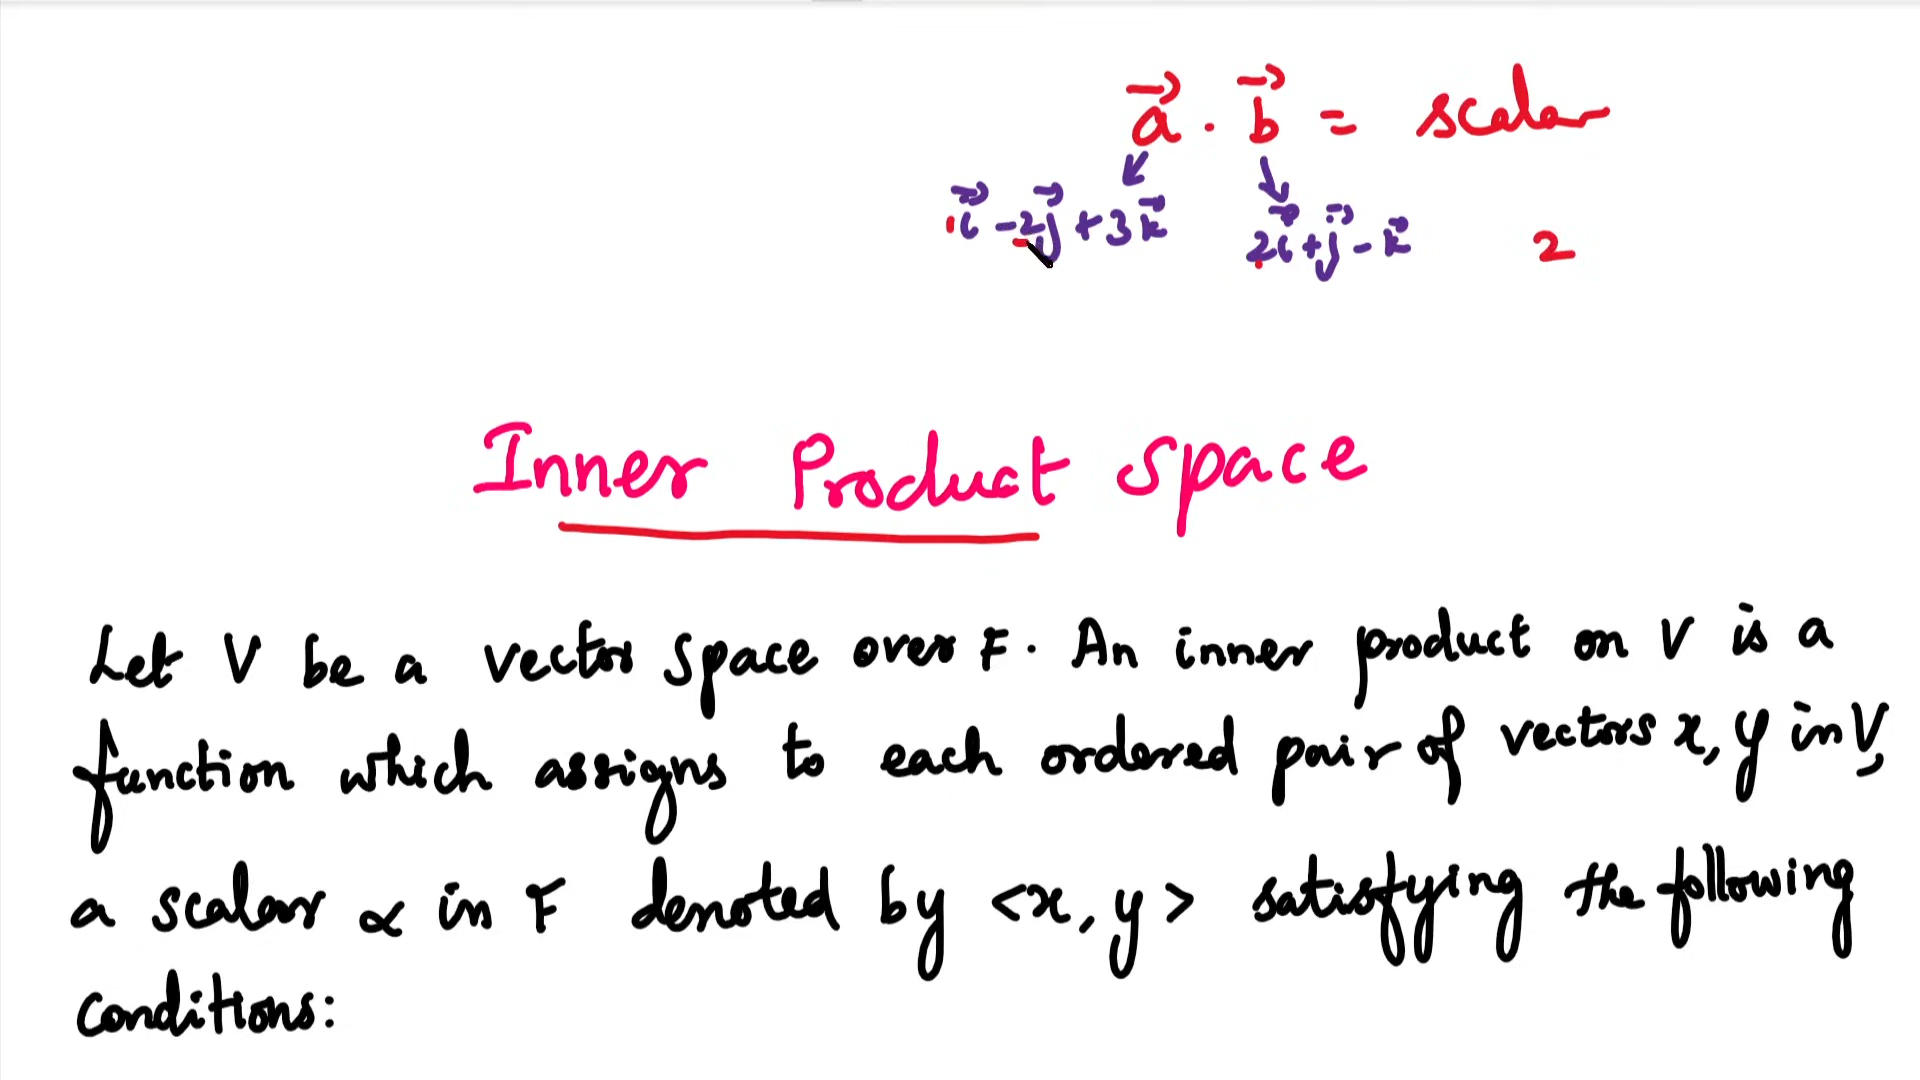 a⃗ . b⃗ = scalar
1i⃗ - 2j⃗ + 3k⃗ 2i⃗ + j⃗ - k⃗ 2
Inner Product Space
Let V be a vector space over F. An inner product on V is a
function which assigns to each ordered pair of vectors x, y in V,
a scalar α in F denoted by <x, y> satisfying the following
conditions: